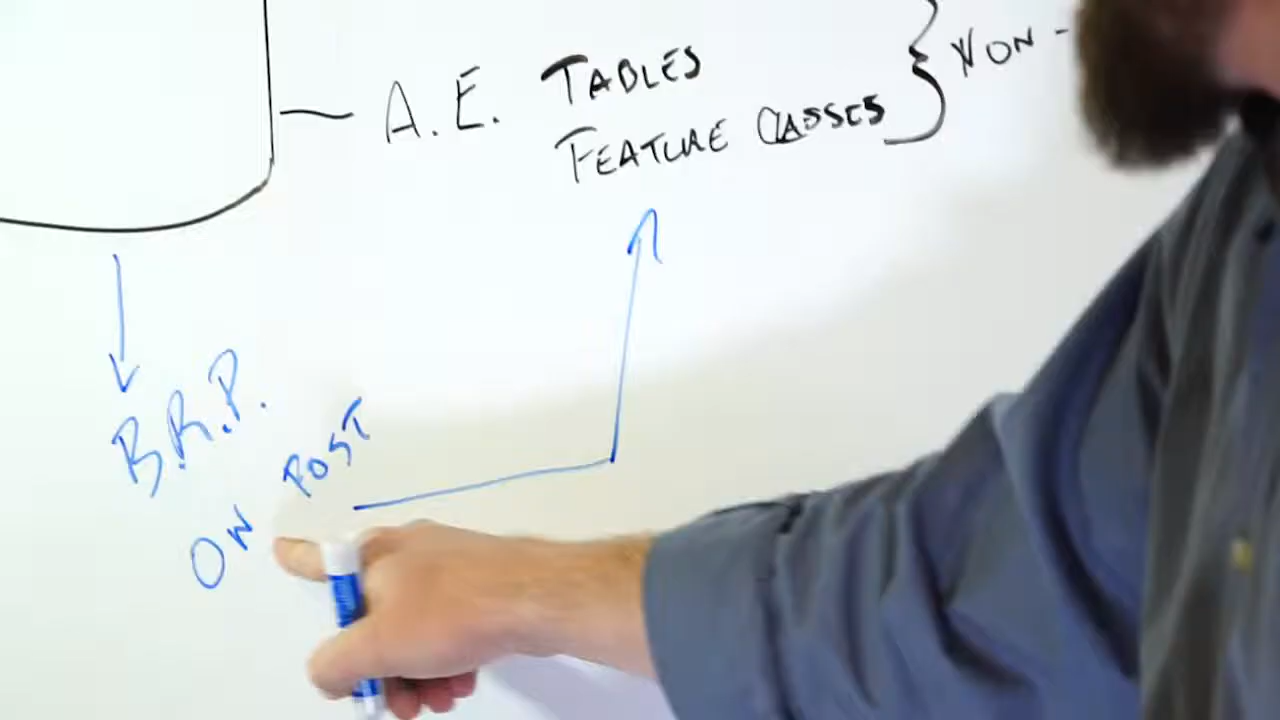 A.E. TABLES
FEATURE CLASSES
NON-
B.R.P.
ON POST